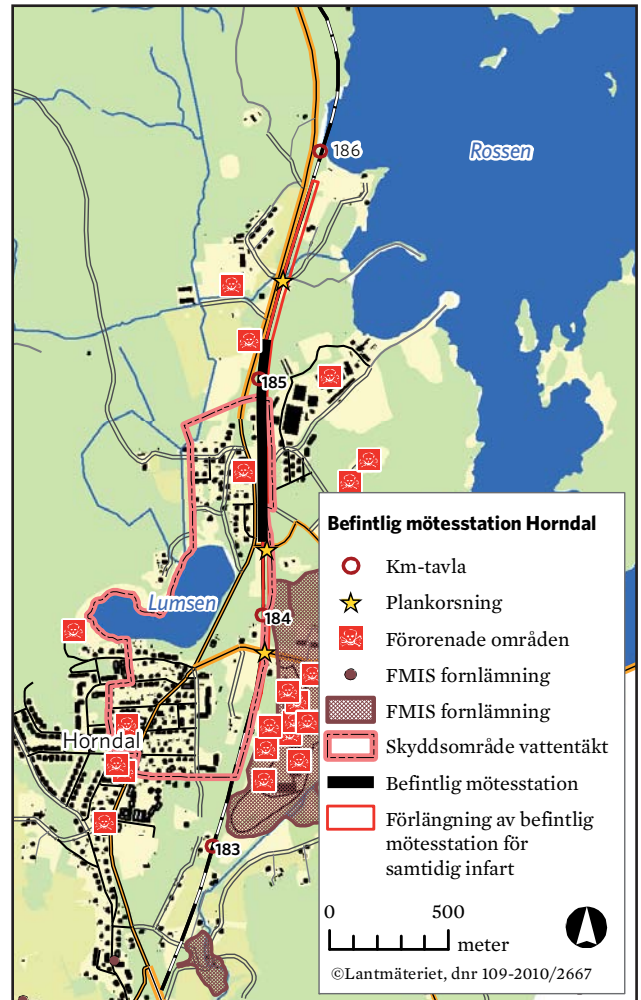 186
Rossen
185
Befintlig mötesstation Horndal
Km-tavla
Plankorsning
Förorenade områden
FMIS fornlämning
FMIS fornlämning
Skyddsområde vattentäkt
Befintlig mötesstation
Förlängning av befintlig
mötesstation för
samtidig infart
0 500
meter
©Lantmäteriet, dnr 109-2010/2667
Lumsen
184
Horndal
183